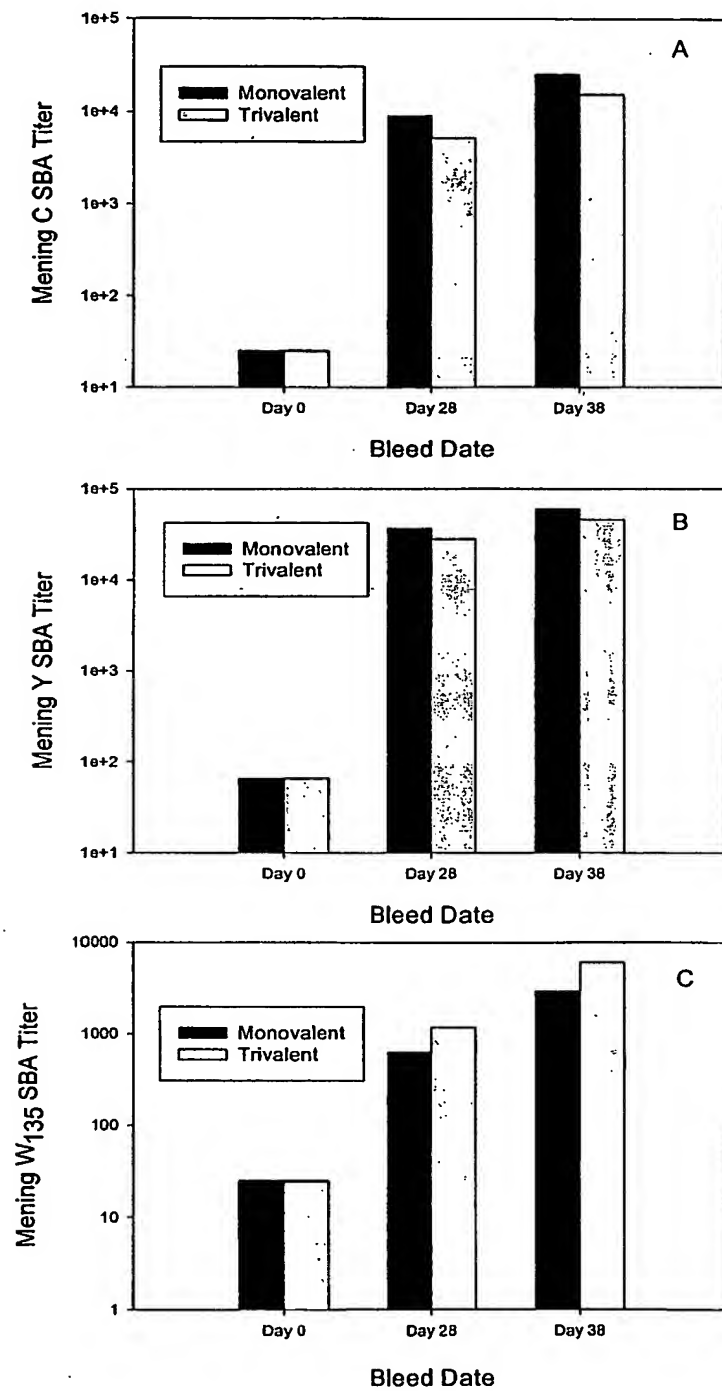 A
Monovalent
Trivalent
Mening C SBA Titer
1e+5
1e+4
1e+3
1e+2
1e+1
Day 0 Day 28 Day 38
Bleed Date
B
Monovalent
Trivalent
Mening Y SBA Titer
1e+5
1e+4
1e+3
1e+2
1e+1
Day 0 Day 28 Day 38
Bleed Date
C
Monovalent
Trivalent
Mening W135 SBA Titer
10000
1000
100
10
1
Day 0 Day 28 Day 38
Bleed Date